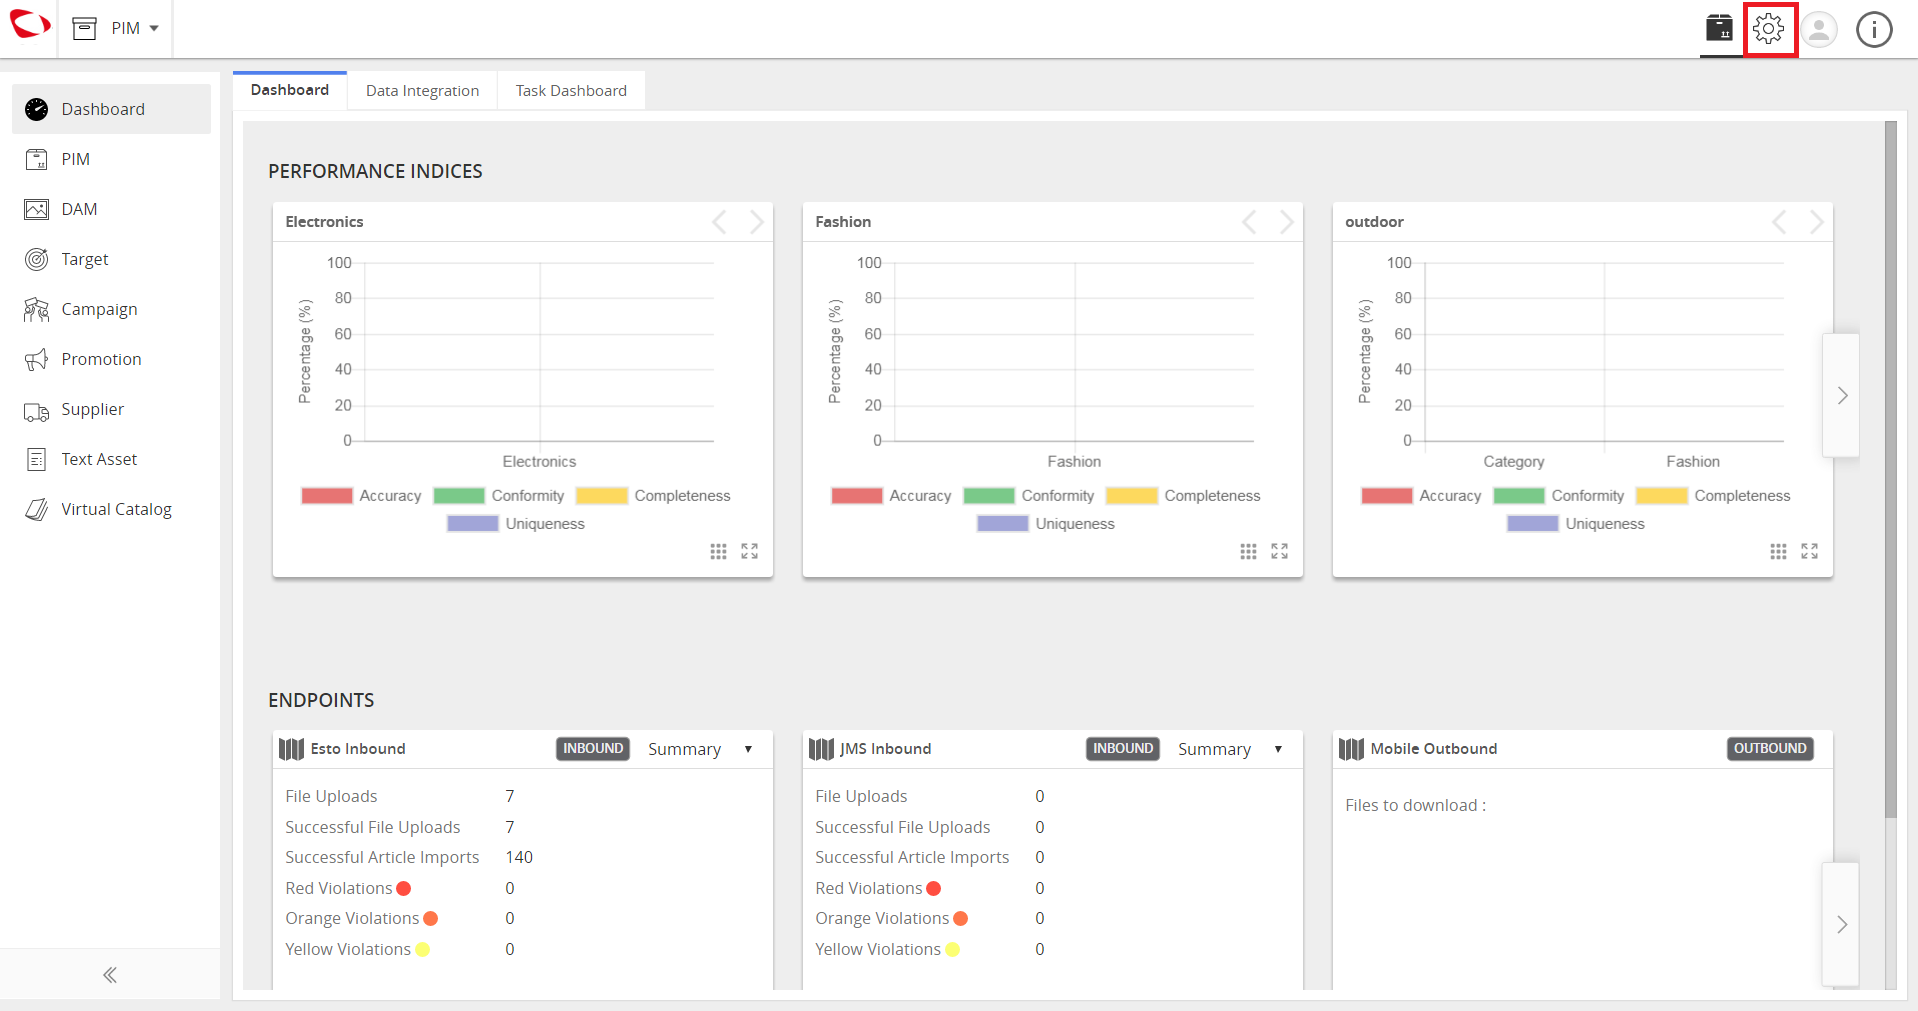 PIM
Dashboard
PIM
DAM
Target
Campaign
Promotion
Supplier
Text Asset
Virtual Catalog
Dashboard Data Integration Task Dashboard
PERFORMANCE INDICES
Electronics
100
80
60
40
20
0
Percentage (%)
Electronics
Accuracy Conformity Completeness
Uniqueness
Fashion
100
80
60
40
20
0
Percentage (%)
Fashion
Accuracy Conformity Completeness
Uniqueness
outdoor
100
80
60
40
20
0
Percentage (%)
Category Fashion
Accuracy Conformity Completeness
Uniqueness
ENDPOINTS
Esto Inbound INBOUND Summary
File Uploads 7
Successful File Uploads 7
Successful Article Imports 140
Red Violations 0
Orange Violations 0
Yellow Violations 0
JMS Inbound INBOUND Summary
File Uploads 0
Successful File Uploads 0
Successful Article Imports 0
Red Violations 0
Orange Violations 0
Yellow Violations 0
Mobile Outbound OUTBOUND
Files to download :